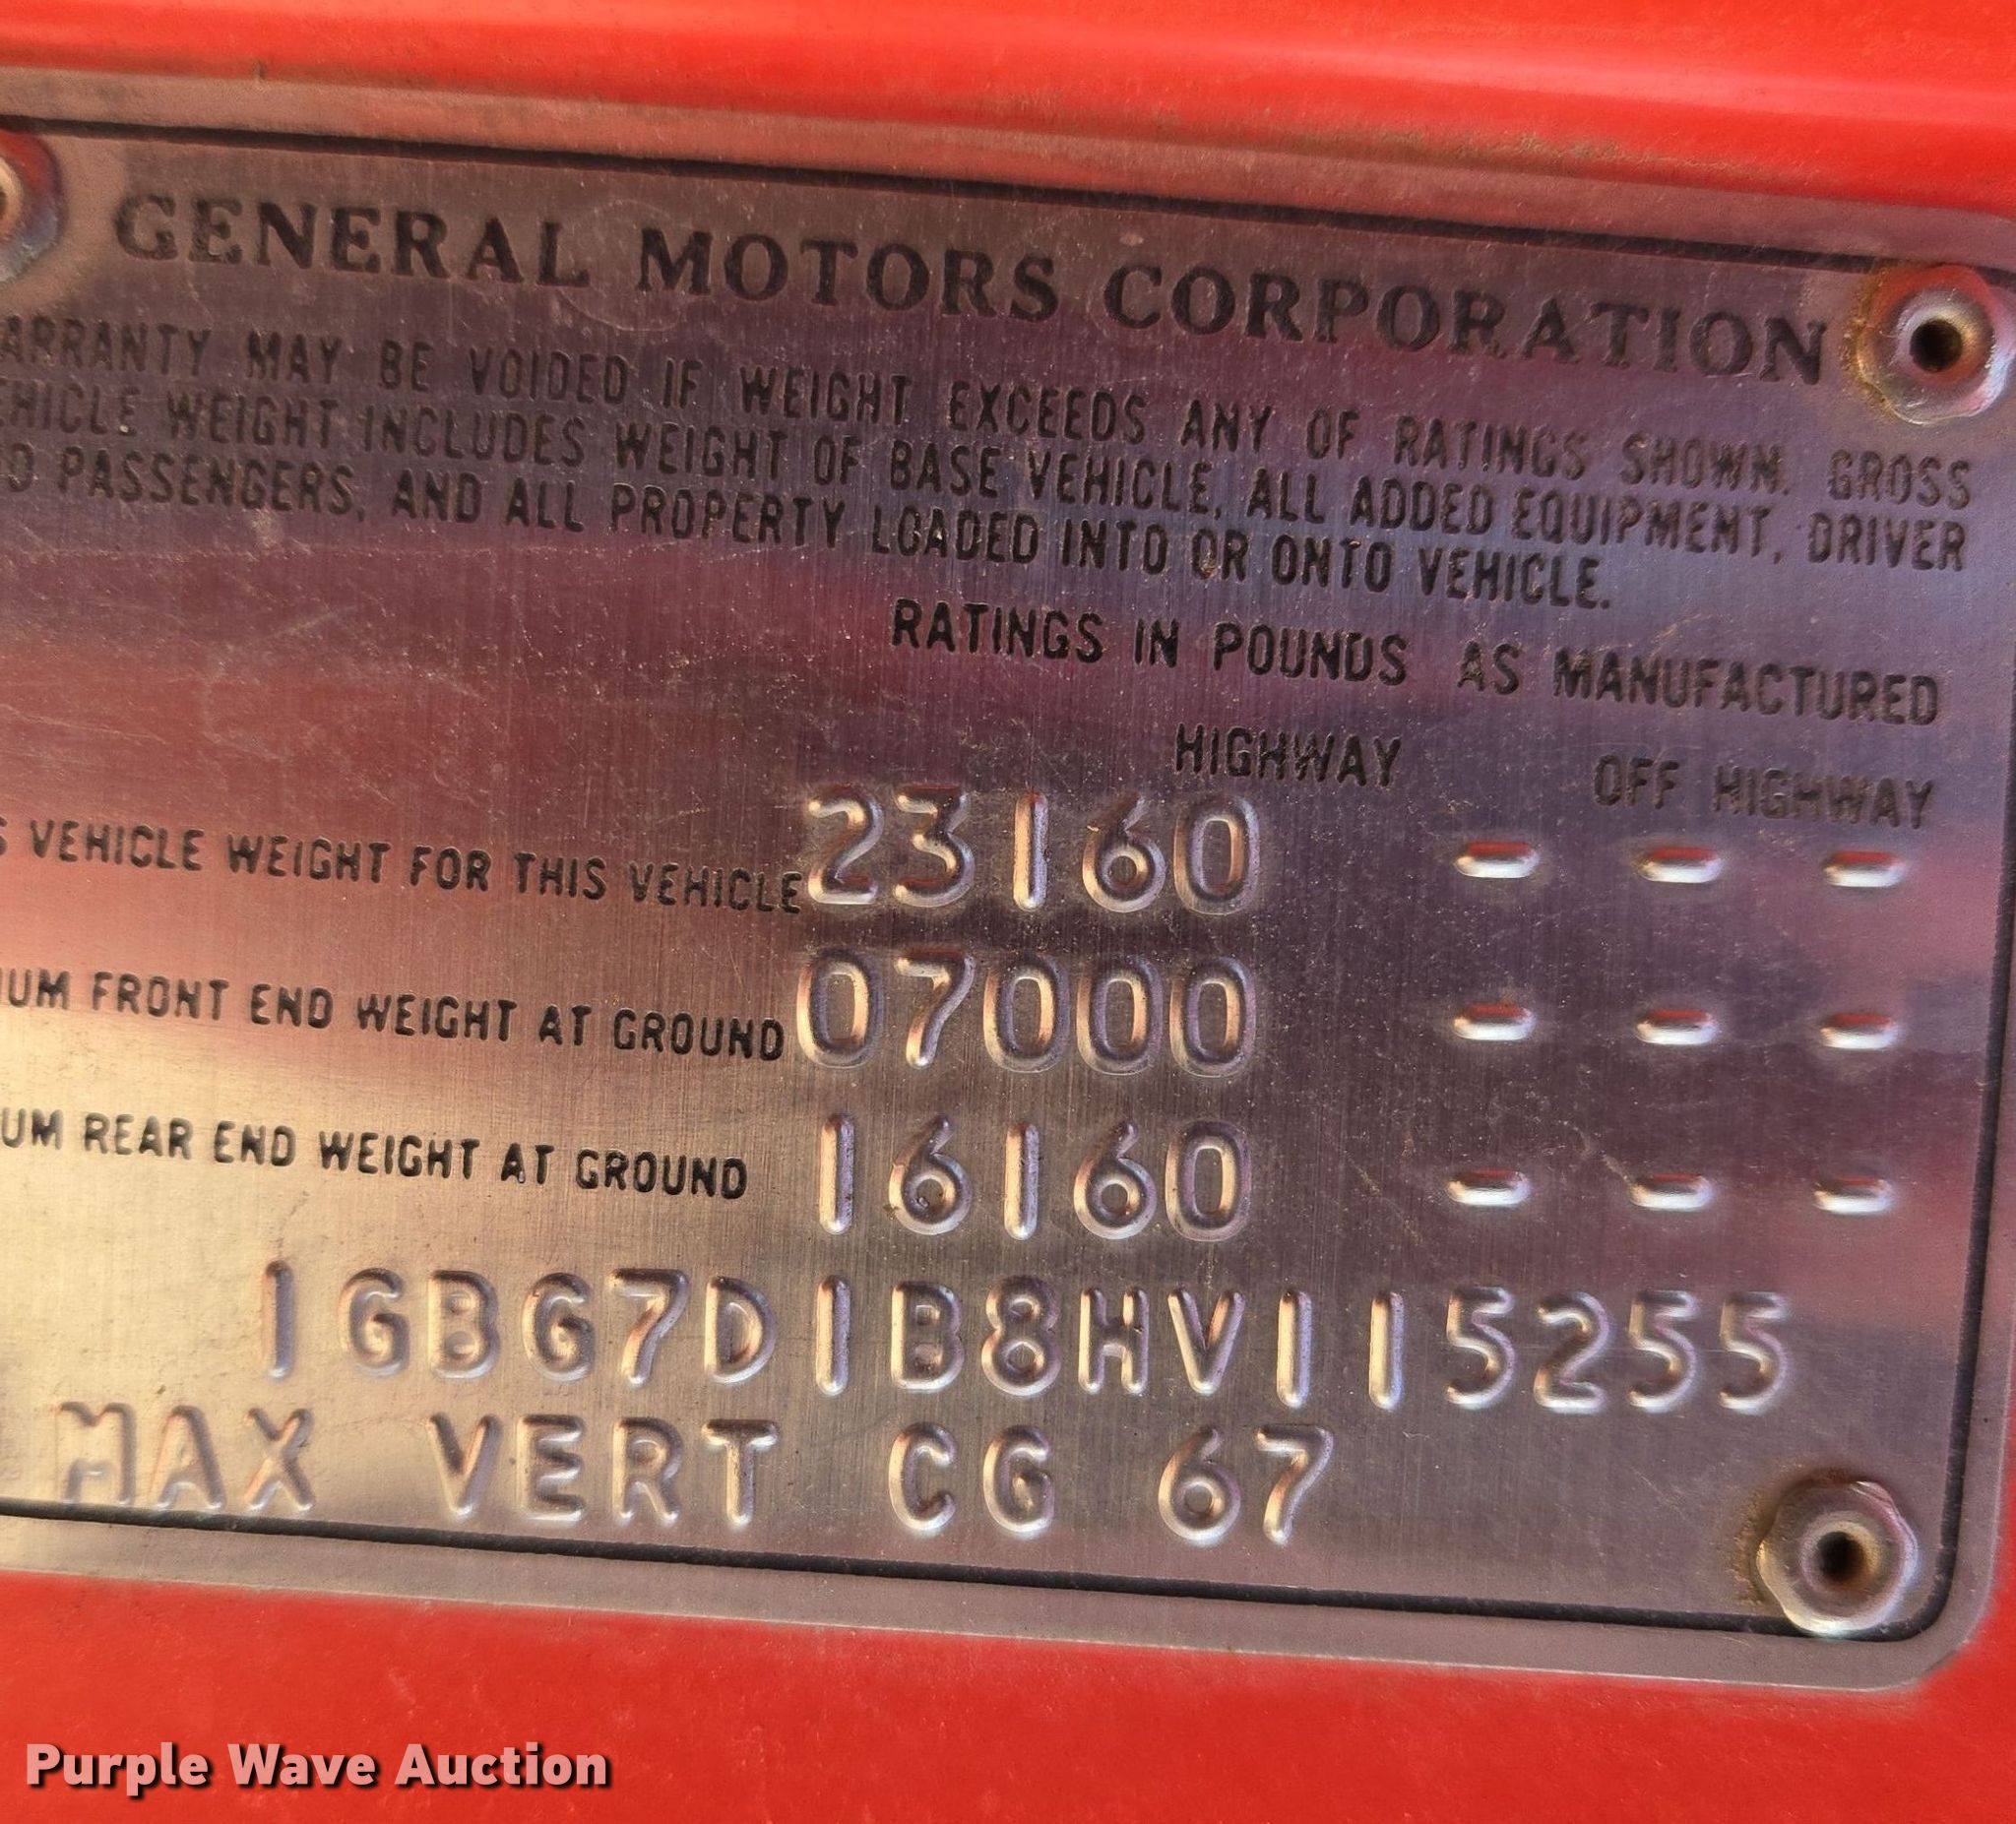 GENERAL MOTORS CORPORATION
ARRANTY MAY BE VOIDED IF WEIGHT EXCEEDS ANY OF RATINGS SHOWN. GROSS
EHICLE WEIGHT INCLUDES WEIGHT OF BASE VEHICLE, ALL ADDED EQUIPMENT, DRIVER
PASSENGERS, AND ALL PROPERTY LOADED INTO OR ONTO VEHICLE.
RATINGS IN POUNDS AS MANUFACTURED
HIGHWAY OFF HIGHWAY
S VEHICLE WEIGHT FOR THIS VEHICLE 23160 - - -
UM FRONT END WEIGHT AT GROUND 07000 - - -
UM REAR END WEIGHT AT GROUND 16160 - - -
1GBG7D1B8HV115255
MAX VERT CG 67
Purple Wave Auction